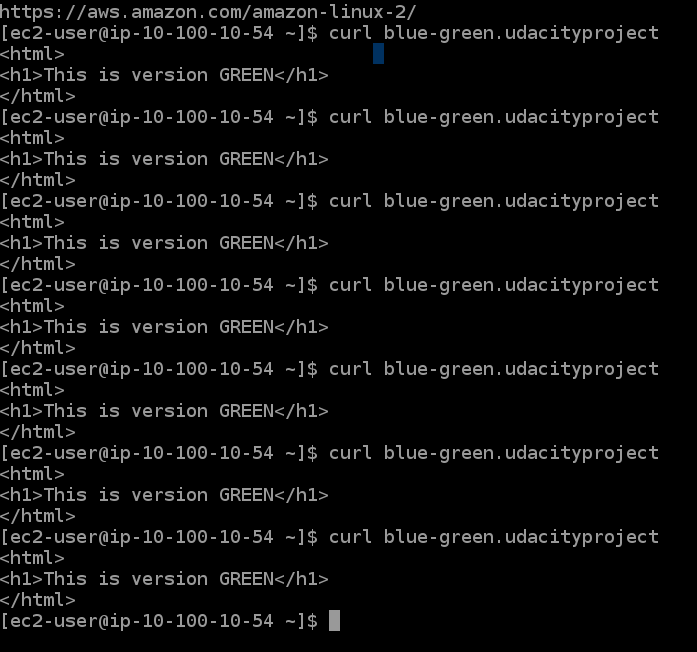 https://aws.amazon.com/amazon-linux-2/
[ec2-user@ip-10-100-10-54 ~]$ curl blue-green.udacityproject
<html>
<h1>This is version GREEN</h1>
</html>
[ec2-user@ip-10-100-10-54 ~]$ curl blue-green.udacityproject
<html>
<h1>This is version GREEN</h1>
</html>
[ec2-user@ip-10-100-10-54 ~]$ curl blue-green.udacityproject
<html>
<h1>This is version GREEN</h1>
</html>
[ec2-user@ip-10-100-10-54 ~]$ curl blue-green.udacityproject
<html>
<h1>This is version GREEN</h1>
</html>
[ec2-user@ip-10-100-10-54 ~]$ curl blue-green.udacityproject
<html>
<h1>This is version GREEN</h1>
</html>
[ec2-user@ip-10-100-10-54 ~]$ curl blue-green.udacityproject
<html>
<h1>This is version GREEN</h1>
</html>
[ec2-user@ip-10-100-10-54 ~]$ curl blue-green.udacityproject
<html>
<h1>This is version GREEN</h1>
</html>
[ec2-user@ip-10-100-10-54 ~]$